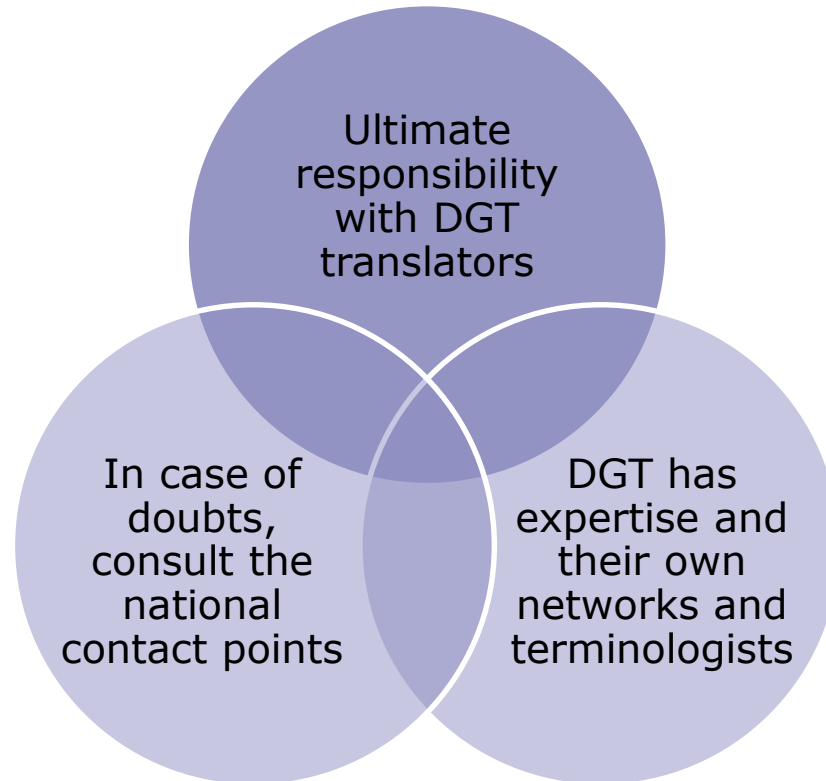 Ultimate
responsibility
with DGT
translators
In case of
doubts,
consult the
national
contact points
DGT has
expertise and
their own
networks and
terminologists